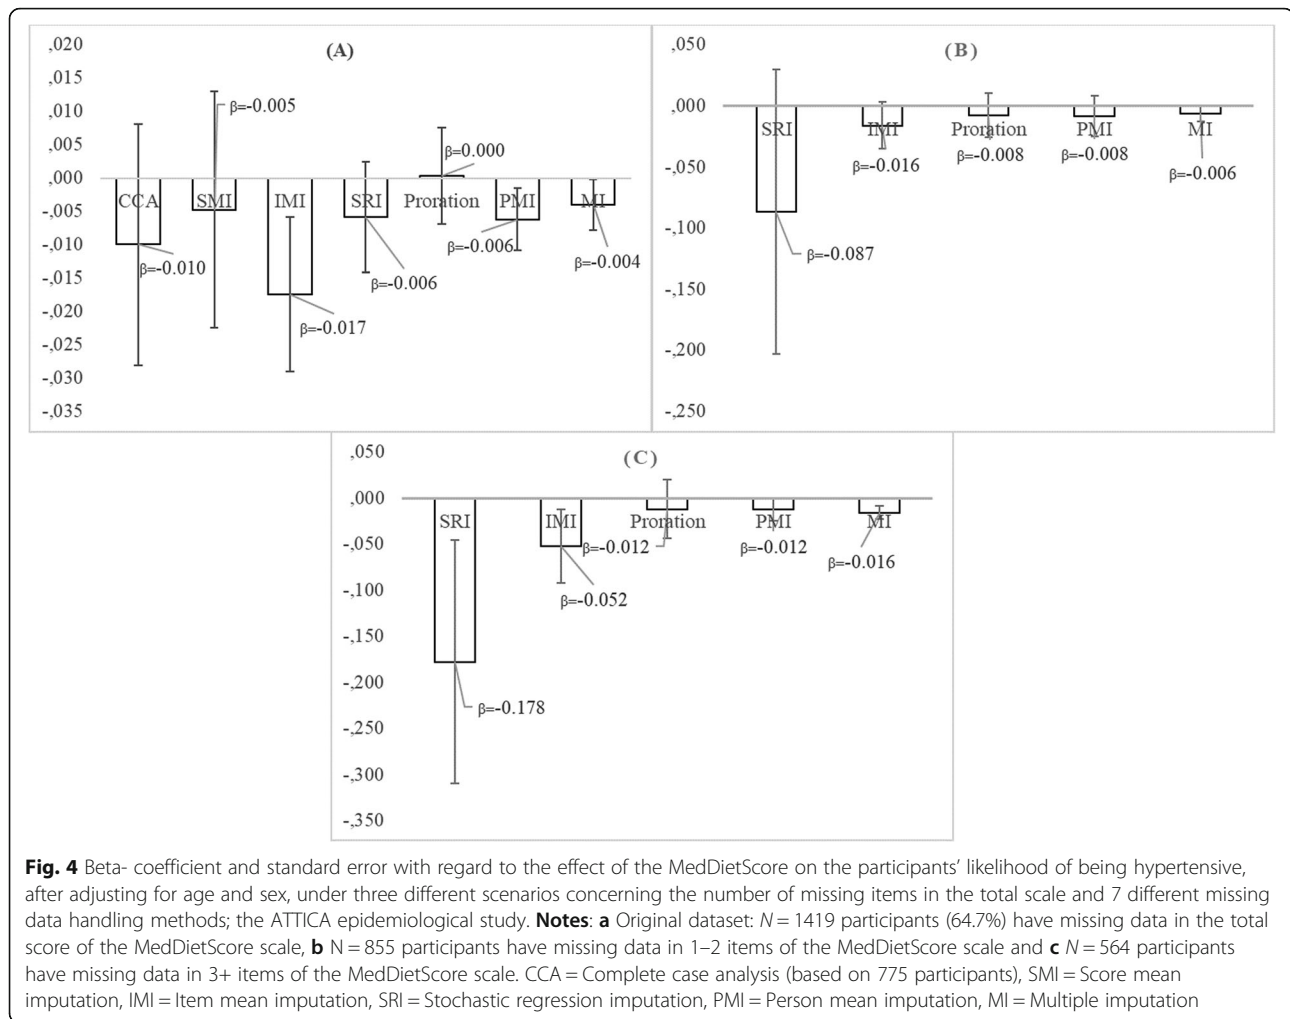 (A)
,020
,015
,010
,005
,000
-,005
-,010
-,015
-,020
-,025
-,030
-,035
CCA
SMI
IMI
SRI
Proration
PMI
MI
β=-0.010
β=-0.005
β=-0.017
β=-0.006
β=0.000
β=-0.006
β=-0.004
(B)
,050
,000
-,050
-,100
-,150
-,200
-,250
SRI
IMI
Proration
PMI
MI
β=-0.087
β=-0.016
β=-0.008
β=-0.008
β=-0.006
(C)
,050
,000
-,050
-,100
-,150
-,200
-,250
-,300
-,350
SRI
IMI
Proration
PMI
MI
β=-0.178
β=-0.052
β=-0.012
β=-0.012
β=-0.016
Fig. 4 Beta- coefficient and standard error with regard to the effect of the MedDietScore on the participants’ likelihood of being hypertensive,
after adjusting for age and sex, under three different scenarios concerning the number of missing items in the total scale and 7 different missing
data handling methods; the ATTICA epidemiological study. Notes: a Original dataset: N = 1419 participants (64.7%) have missing data in the total
score of the MedDietScore scale, b N = 855 participants have missing data in 1–2 items of the MedDietScore scale and c N = 564 participants
have missing data in 3+ items of the MedDietScore scale. CCA = Complete case analysis (based on 775 participants), SMI = Score mean
imputation, IMI = Item mean imputation, SRI = Stochastic regression imputation, PMI = Person mean imputation, MI = Multiple imputation